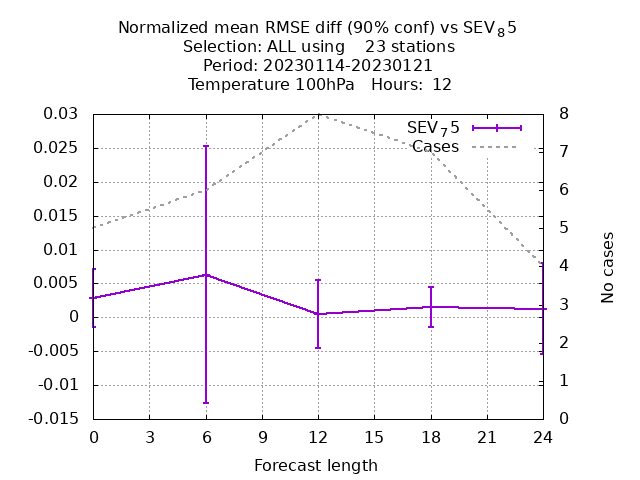 Normalized mean RMSE diff (90% conf) vs SEV₈5
Selection: ALL using    23 stations
Period: 20230114-20230121
Temperature 100hPa   Hours: 12
0.03
0.025
0.02
0.015
0.01
0.005
0
-0.005
-0.01
-0.015
SEV₇5
Cases
8
7
6
5
4
3
2
1
0
No cases
0 3 6 9 12 15 18 21 24
Forecast length